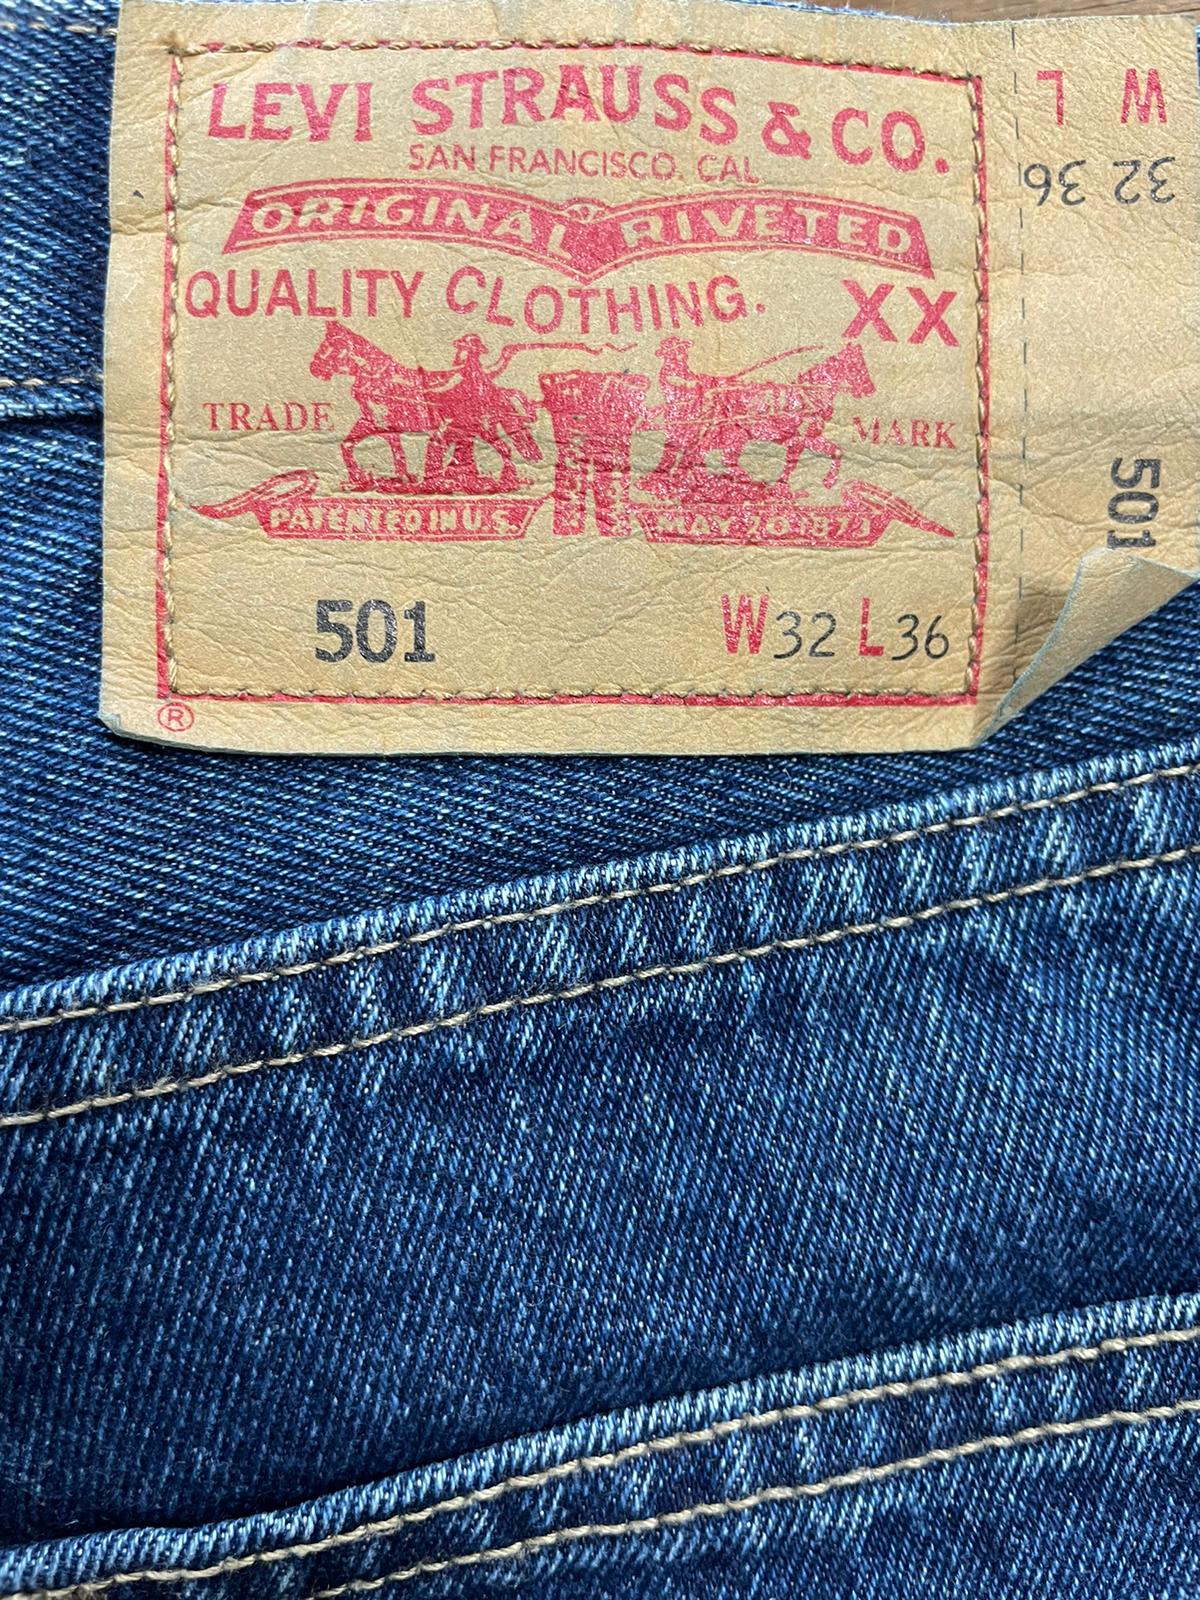 LEVI STRAUSS & CO.
SAN FRANCISCO. CAL
ORIGINAL RIVETED
QUALITY CLOTHING. XX
TRADE MARK
PATENTED IN U.S. MAY 20 1873
501 W32 L36
®
W L
32 36
501